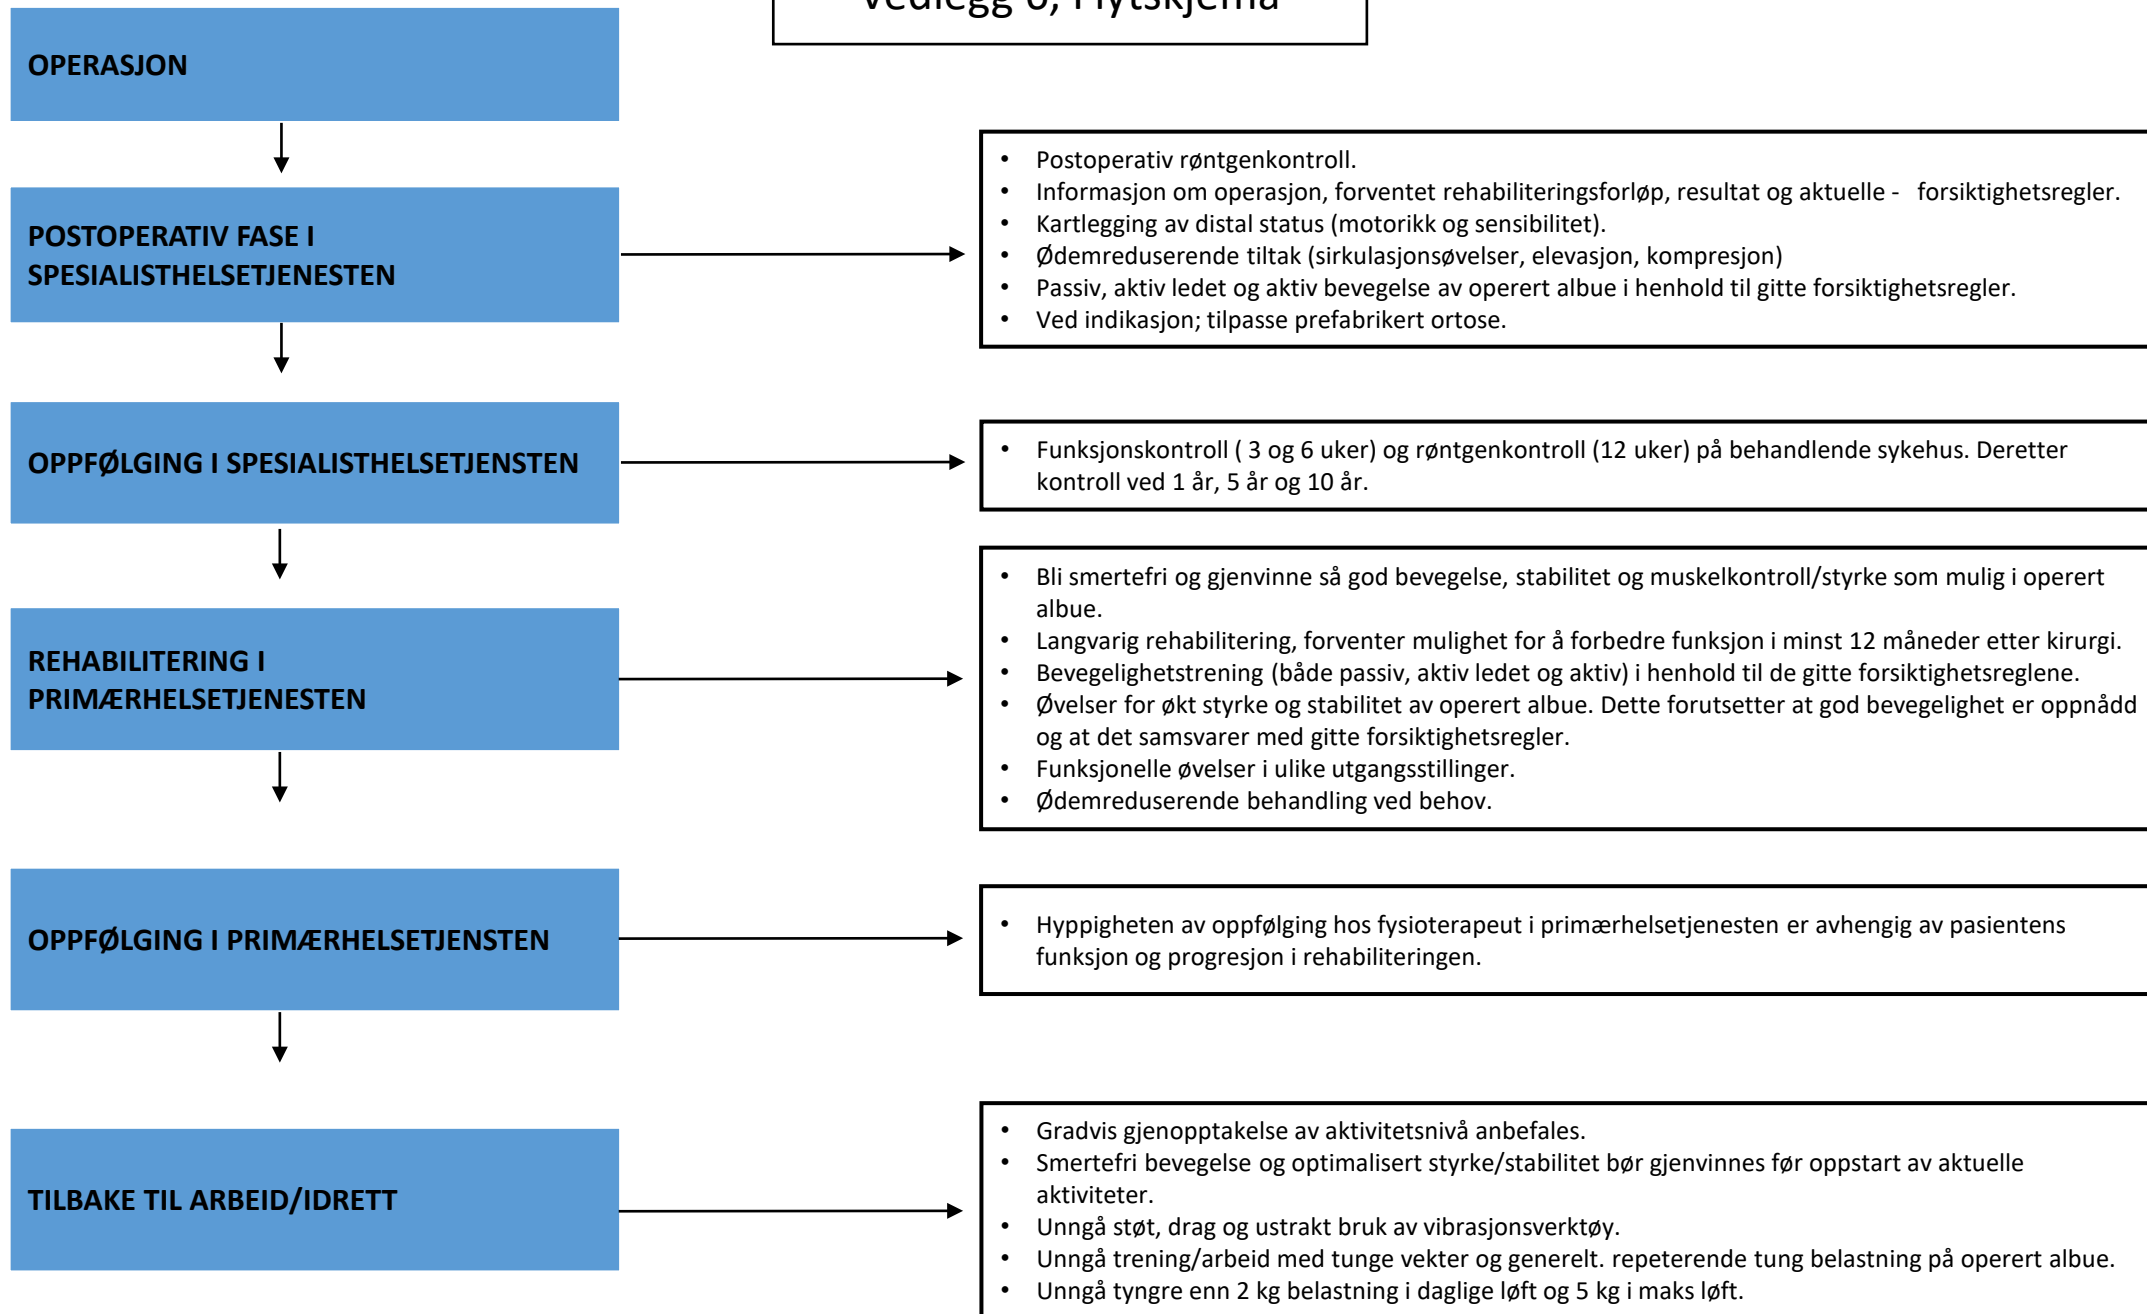 Vedlegg 6, Flytskjema
OPERASJON
POSTOPERATIV FASE I
SPESIALISTHELSETJENESTEN
• Postoperativ røntgenkontroll.
• Informasjon om operasjon, forventet rehabiliteringsforløp, resultat og aktuelle - forsiktighetsregler.
• Kartlegging av distal status (motorikk og sensibilitet).
• Ødemreduserende tiltak (sirkulasjonsøvelser, elevasjon, kompresjon)
• Passiv, aktiv ledet og aktiv bevegelse av operert albue i henhold til gitte forsiktighetsregler.
• Ved indikasjon; tilpasse prefabrikert ortose.
OPPFØLGING I SPESIALISTHELSETJENSTEN
• Funksjonskontroll ( 3 og 6 uker) og røntgenkontroll (12 uker) på behandlende sykehus. Deretter
kontroll ved 1 år, 5 år og 10 år.
REHABILITERING I
PRIMÆRHELSETJENESTEN
• Bli smertefri og gjenvinne så god bevegelse, stabilitet og muskelkontroll/styrke som mulig i operert
albue.
• Langvarig rehabilitering, forventer mulighet for å forbedre funksjon i minst 12 måneder etter kirurgi.
• Bevegelighetstrening (både passiv, aktiv ledet og aktiv) i henhold til de gitte forsiktighetsreglene.
• Øvelser for økt styrke og stabilitet av operert albue. Dette forutsetter at god bevegelighet er oppnådd
og at det samsvarer med gitte forsiktighetsregler.
• Funksjonelle øvelser i ulike utgangsstillinger.
• Ødemreduserende behandling ved behov.
OPPFØLGING I PRIMÆRHELSETJENSTEN
• Hyppigheten av oppfølging hos fysioterapeut i primærhelsetjenesten er avhengig av pasientens
funksjon og progresjon i rehabiliteringen.
TILBAKE TIL ARBEID/IDRETT
• Gradvis gjenopptakelse av aktivitetsnivå anbefales.
• Smertefri bevegelse og optimalisert styrke/stabilitet bør gjenvinnes før oppstart av aktuelle
aktiviteter.
• Unngå støt, drag og ustrakt bruk av vibrasjonsverktøy.
• Unngå trening/arbeid med tunge vekter og generelt. repeterende tung belastning på operert albue.
• Unngå tyngre enn 2 kg belastning i daglige løft og 5 kg i maks løft.